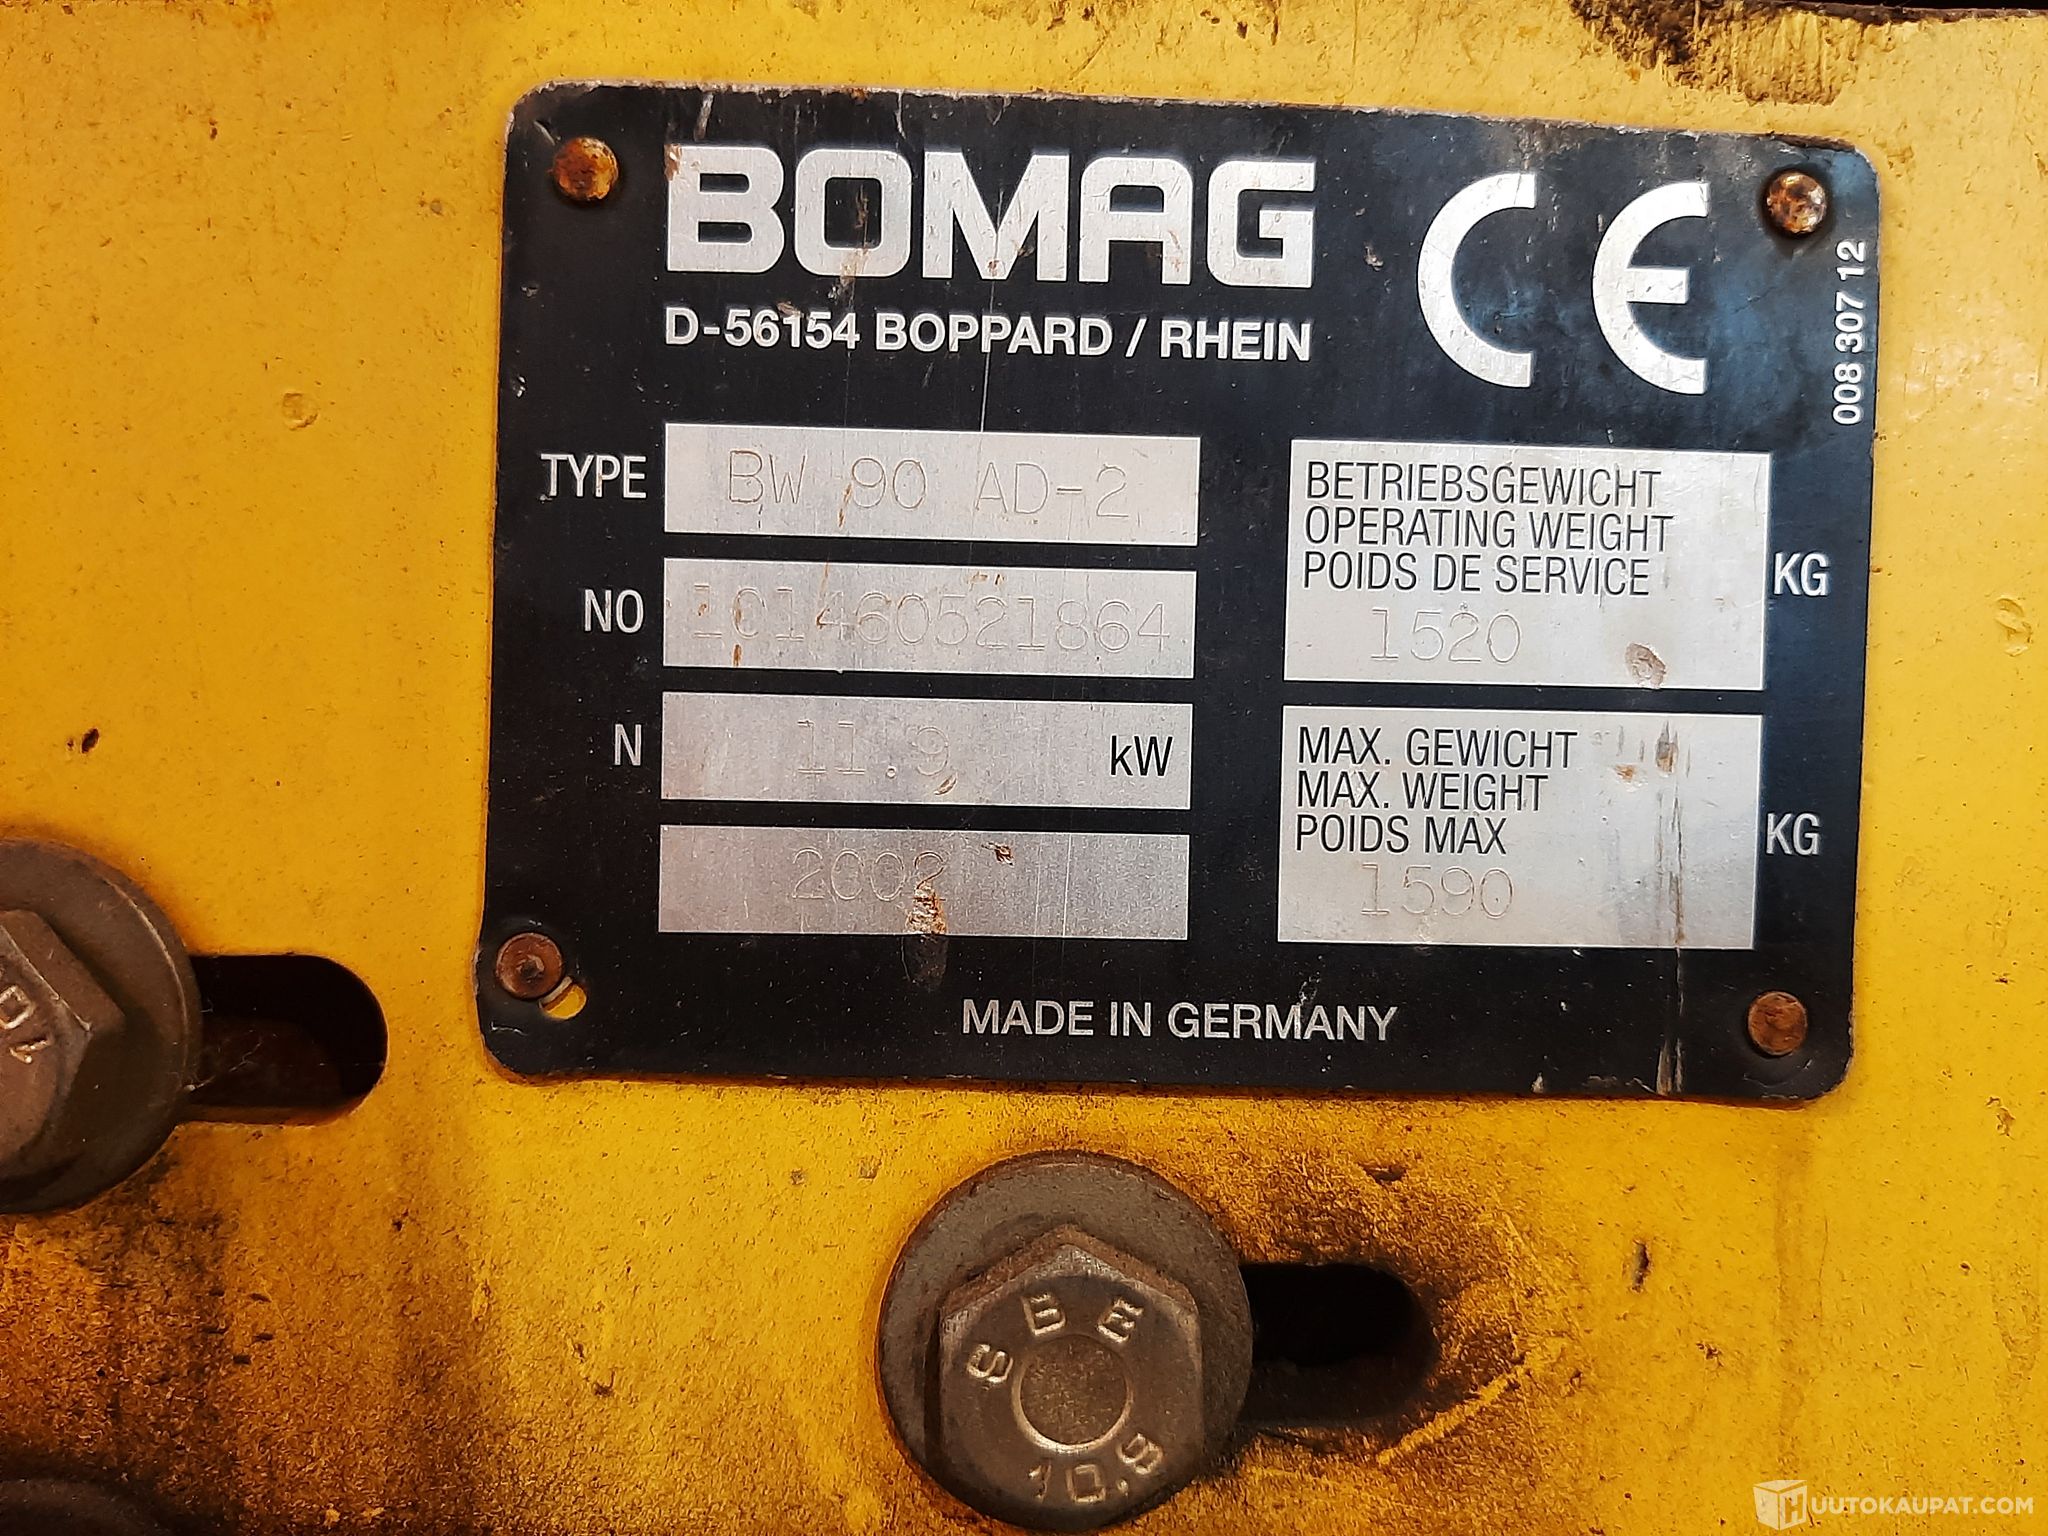 BOMAG
CE
D-56154 BOPPARD / RHEIN
008 307 12
TYPE BW 90 AD-2
NO 101460521864
N 11.9 kW
2002
BETRIEBSGEWICHT
OPERATING WEIGHT
POIDS DE SERVICE
1520 KG
MAX. GEWICHT
MAX. WEIGHT
POIDS MAX
1590 KG
MADE IN GERMANY
SBE
10.9
HUUTOKAUPAT.COM